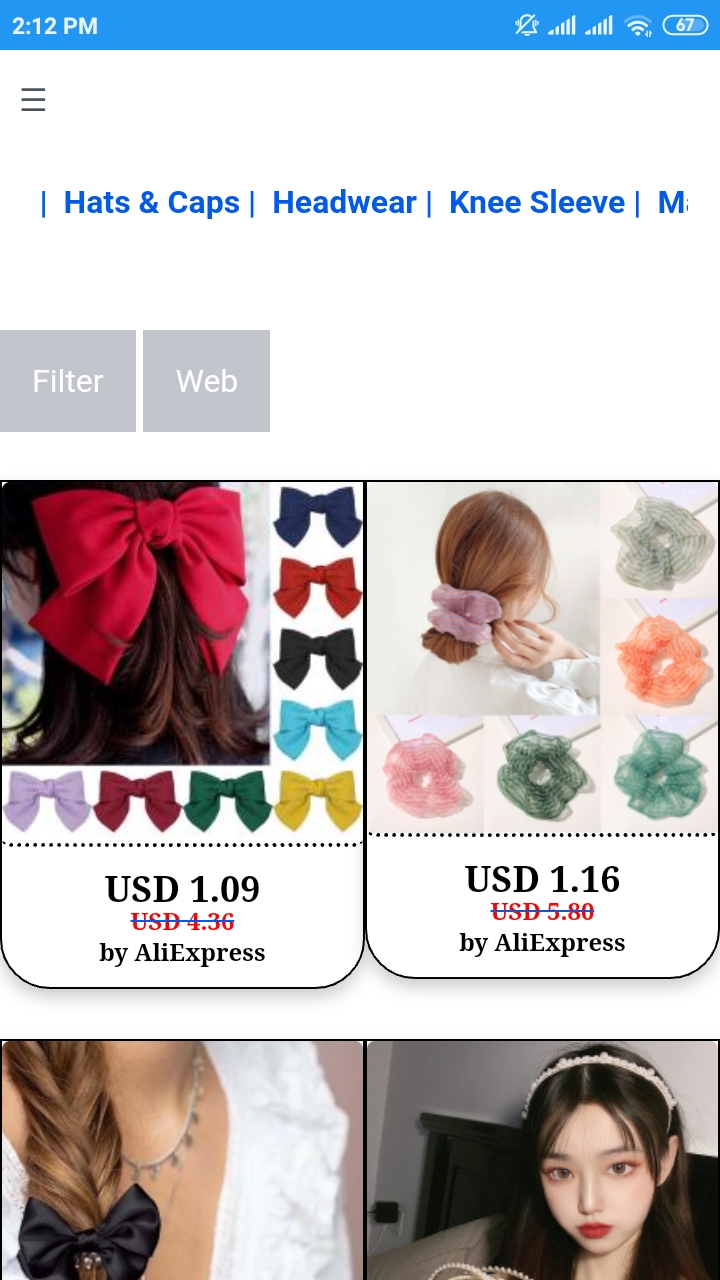 2:12 PM
67
☰
| Hats & Caps | Headwear | Knee Sleeve |
Filter Web
USD 1.09
USD 4.36
by AliExpress
USD 1.16
USD 5.80
by AliExpress